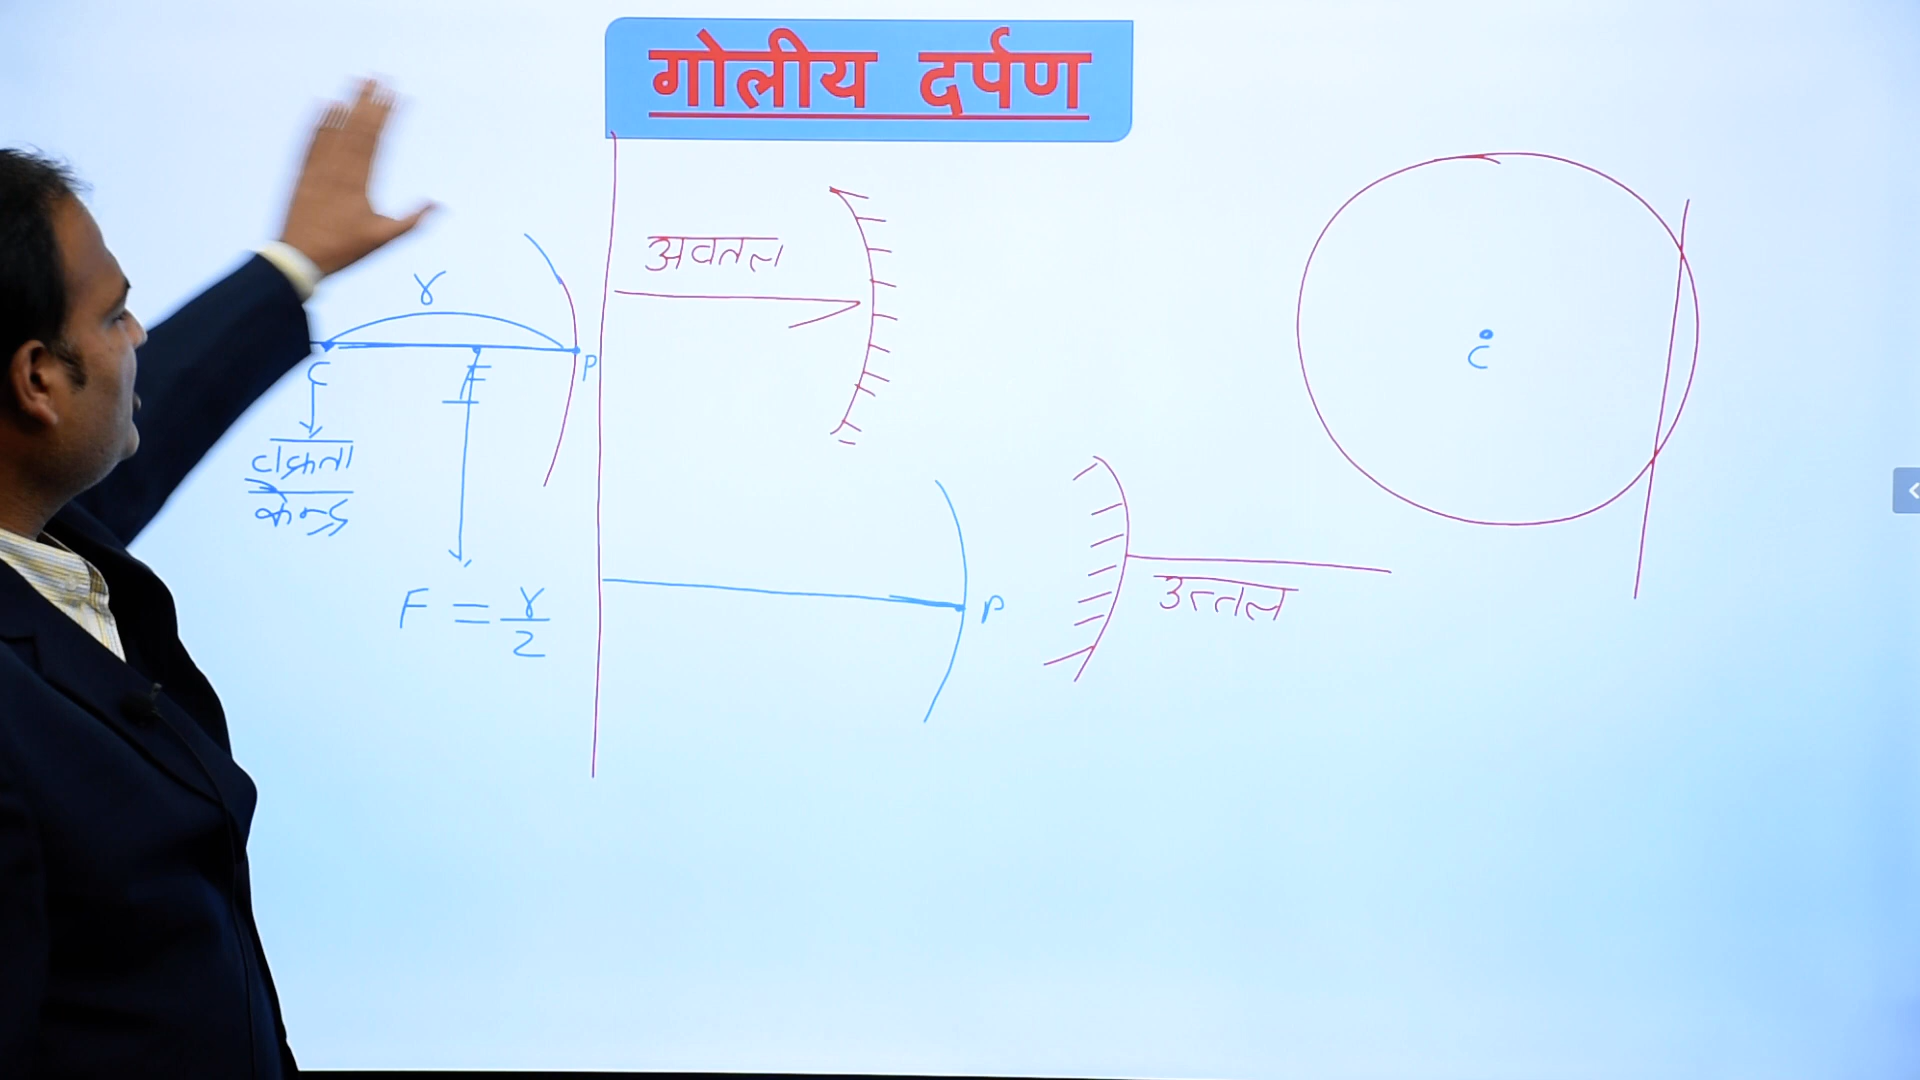 गोलीय दर्पण
अवतल
r
P
C
F
C
वक्रता
केन्द्र
F = r/2
P
उत्तल